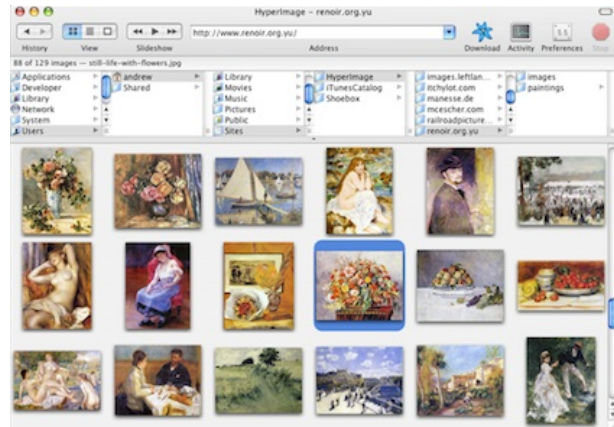 HyperImage – renoir.org.yu
http://www.renoir.org.yu/
History View Slideshow Address Download Activity Preferences Stop
88 of 129 images — still-life-with-flowers.jpg
Applications andrew Library HyperImage images.leftlan... images
Developer Shared Movies iTunesCatalog itchylot.com paintings
Library Music Shoebox manesse.de
Network Pictures mcescher.com
System Public railroadpicture...
Users Sites renoir.org.yu